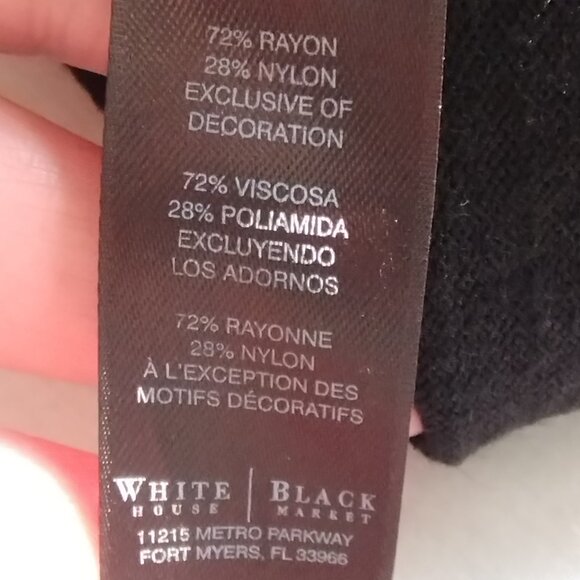 72% RAYON
28% NYLON
EXCLUSIVE OF
DECORATION
72% VISCOSA
28% POLIAMIDA
EXCLUYENDO
LOS ADORNOS
72% RAYONNE
28% NYLON
À L'EXCEPTION DES
MOTIFS DÉCORATIFS
WHITE | BLACK
HOUSE MARKET
11215 METRO PARKWAY
FORT MYERS, FL 33966